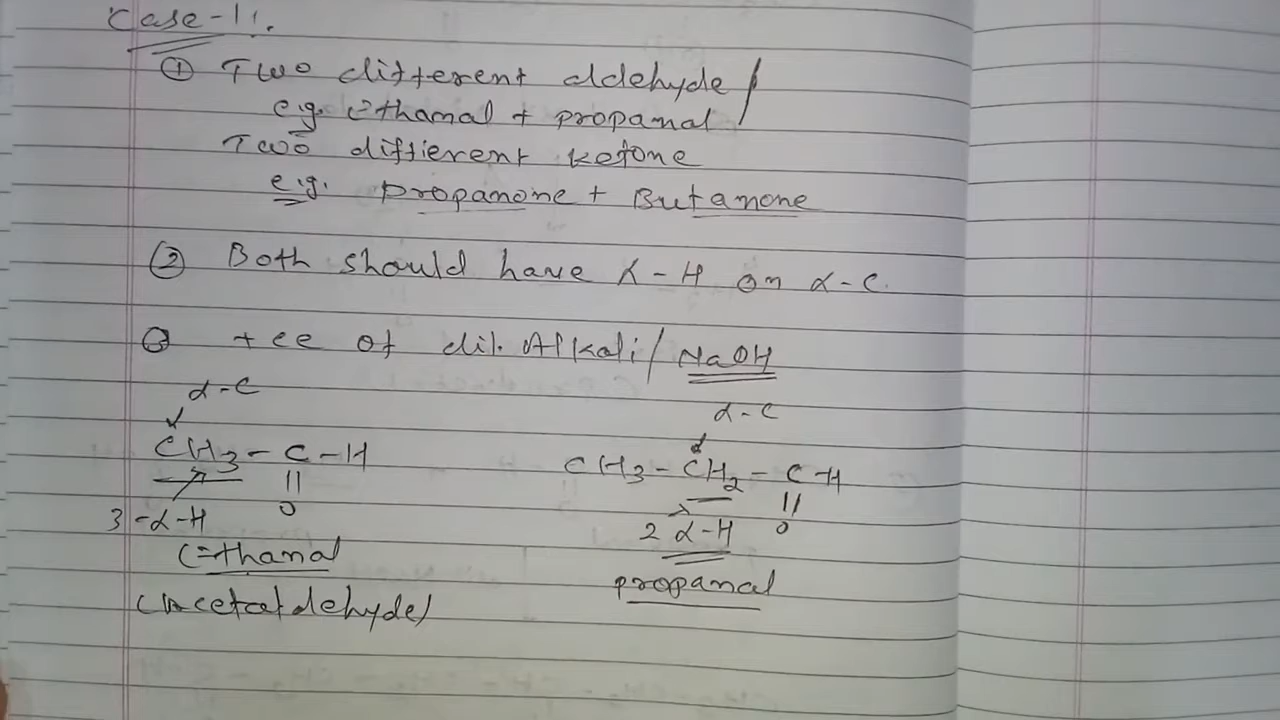 Case-1:.
① Two different aldehyde /
e.g. Ethanal + propanal /
Two different ketone
e.g. propanone + Butanone
② Both should have α-H on α-C.
③ +ce of dil. Alkali/NaOH
α-C
α-C
CH3-C-H
CH3-CH2-C-H
||
||
O
O
3-α-H
2 α-H
Ethanal
propanal
(Acetaldehyde)